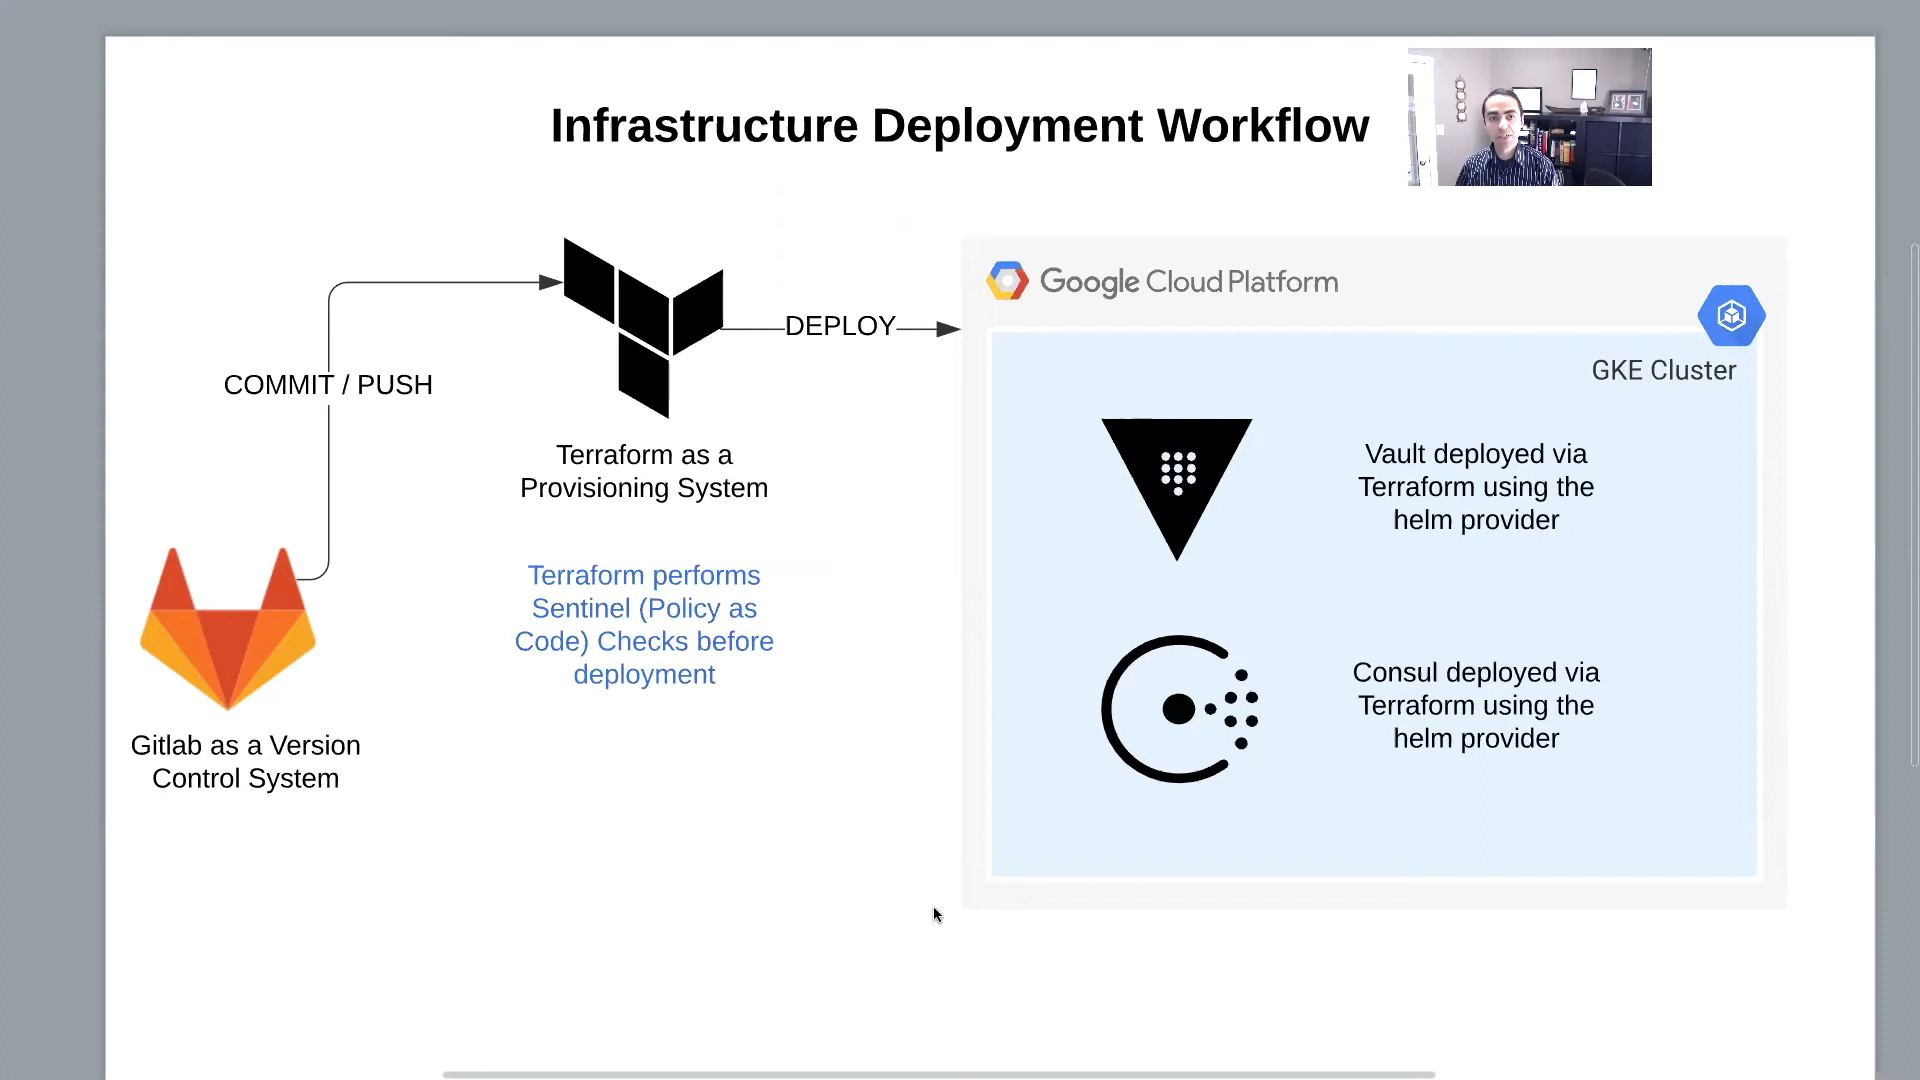 Infrastructure Deployment Workflow
Google Cloud Platform
DEPLOY
GKE Cluster
COMMIT / PUSH
Terraform as a
Provisioning System
Vault deployed via
Terraform using the
helm provider
Terraform performs
Sentinel (Policy as
Code) Checks before
deployment
Consul deployed via
Terraform using the
helm provider
Gitlab as a Version
Control System